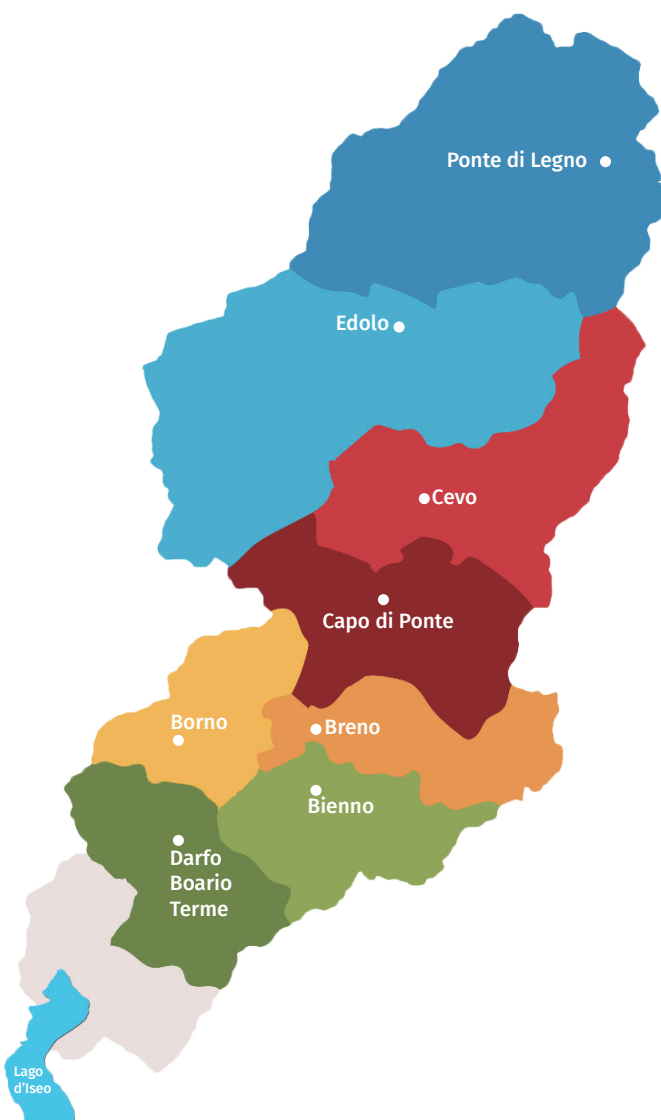 Ponte di Legno
Edolo
Cevo
Capo di Ponte
Borno
Breno
Bienno
Darfo
Boario
Terme
Lago
d'Iseo